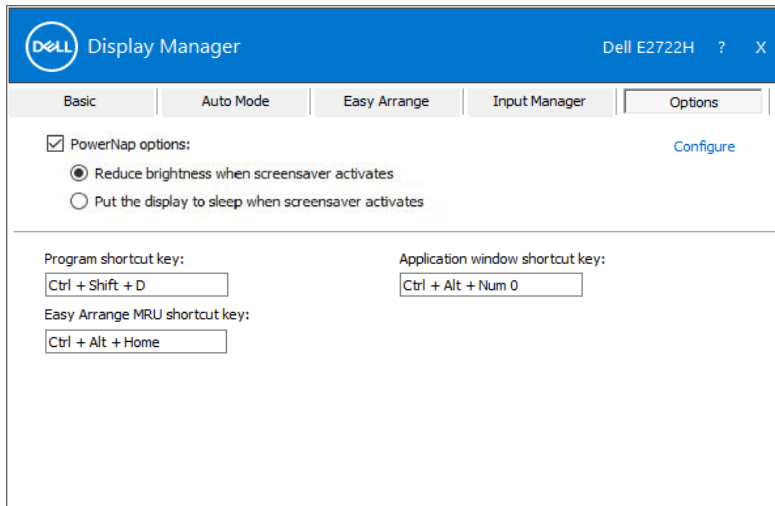 DELL Display Manager Dell E2722H ? X
Basic Auto Mode Easy Arrange Input Manager Options
PowerNap options: Configure
Reduce brightness when screensaver activates
Put the display to sleep when screensaver activates
Program shortcut key: Application window shortcut key:
Ctrl + Shift + D Ctrl + Alt + Num 0
Easy Arrange MRU shortcut key:
Ctrl + Alt + Home